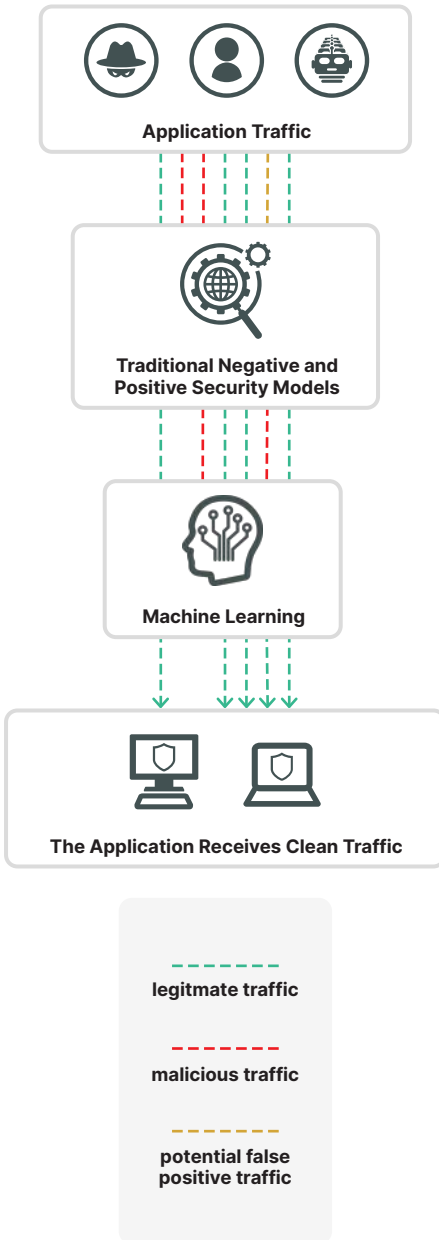 Application Traffic
Traditional Negative and
Positive Security Models
Machine Learning
The Application Receives Clean Traffic
legitmate traffic
malicious traffic
potential false
positive traffic